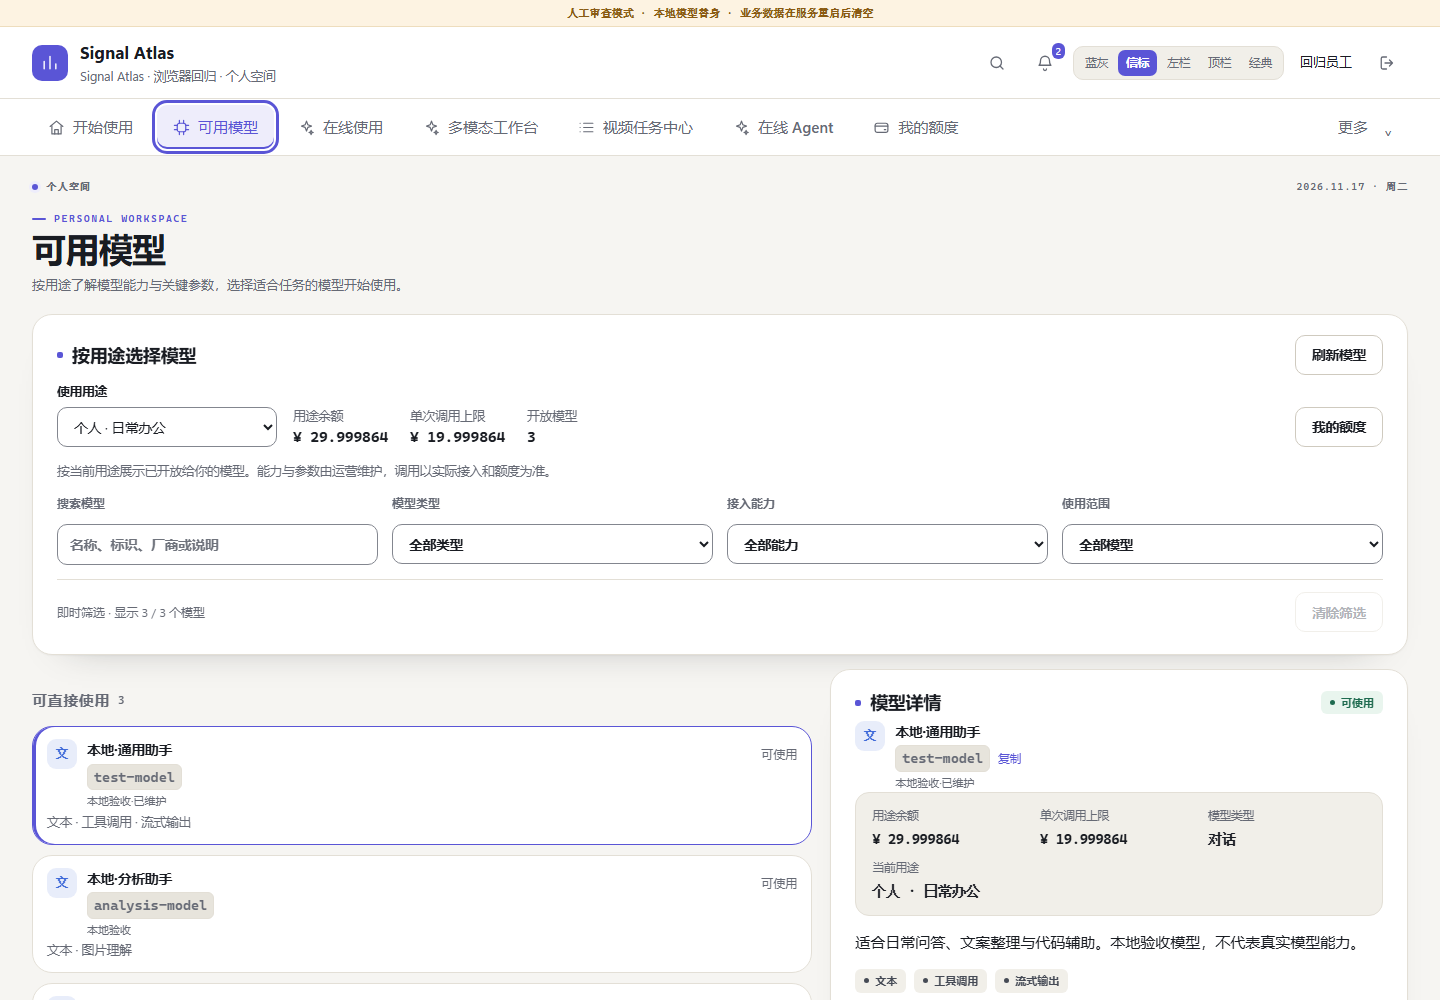 人工审查模式 · 本地模型替身 · 业务数据在服务重启后清空
Signal Atlas
Signal Atlas · 浏览器回归 · 个人空间
2
蓝灰 信标 左栏 顶栏 经典
回归员工
开始使用 可用模型 在线使用 多模态工作台 视频任务中心 在线 Agent 我的额度 更多
个人空间
2026.11.17 · 周二
PERSONAL WORKSPACE
可用模型
按用途了解模型能力与关键参数，选择适合任务的模型开始使用。
按用途选择模型
刷新模型
使用用途
个人 · 日常办公
用途余额 单次调用上限 开放模型
¥ 29.999864 ¥ 19.999864 3
我的额度
按当前用途展示已开放给你的模型。能力与参数由运营维护，调用以实际接入和额度为准。
搜索模型 模型类型 接入能力 使用范围
名称、标识、厂商或说明 全部类型 全部能力 全部模型
即时筛选 · 显示 3 / 3 个模型
清除筛选
可直接使用 3
文
本地·通用助手
可使用
test-model
本地验收·已维护
文本 · 工具调用 · 流式输出
文
本地·分析助手
可使用
analysis-model
本地验收
文本 · 图片理解
模型详情
可使用
文
本地·通用助手
test-model 复制
本地验收·已维护
用途余额 单次调用上限 模型类型
¥ 29.999864 ¥ 19.999864 对话
当前用途
个人 · 日常办公
适合日常问答、文案整理与代码辅助。本地验收模型，不代表真实模型能力。
文本 工具调用 流式输出